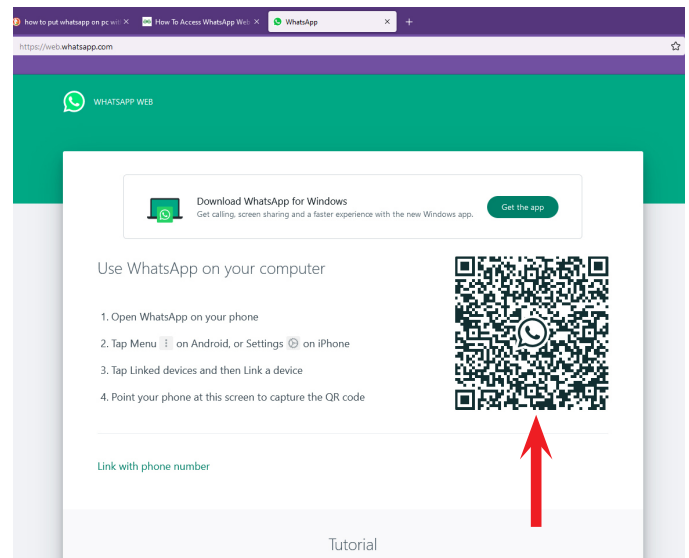 how to put whatsapp on pc wit
How To Access WhatsApp Web
WhatsApp
https://web.whatsapp.com
WHATSAPP WEB
Download WhatsApp for Windows
Get calling, screen sharing and a faster experience with the new Windows app.
Get the app
Use WhatsApp on your computer
1. Open WhatsApp on your phone
2. Tap Menu on Android, or Settings on iPhone
3. Tap Linked devices and then Link a device
4. Point your phone at this screen to capture the QR code
Link with phone number
Tutorial